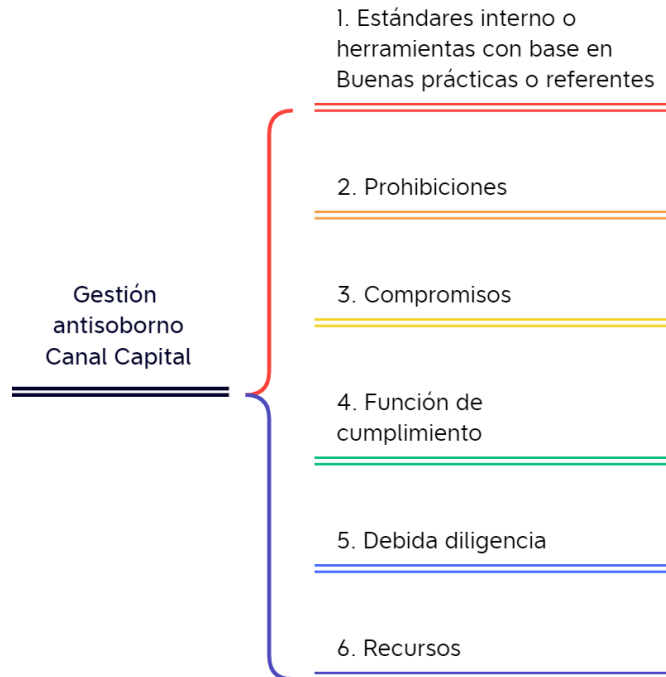 1. Estándares interno o
herramientas con base en
Buenas prácticas o referentes
2. Prohibiciones
3. Compromisos
Gestión
antisoborno
Canal Capital
4. Función de
cumplimiento
5. Debida diligencia
6. Recursos